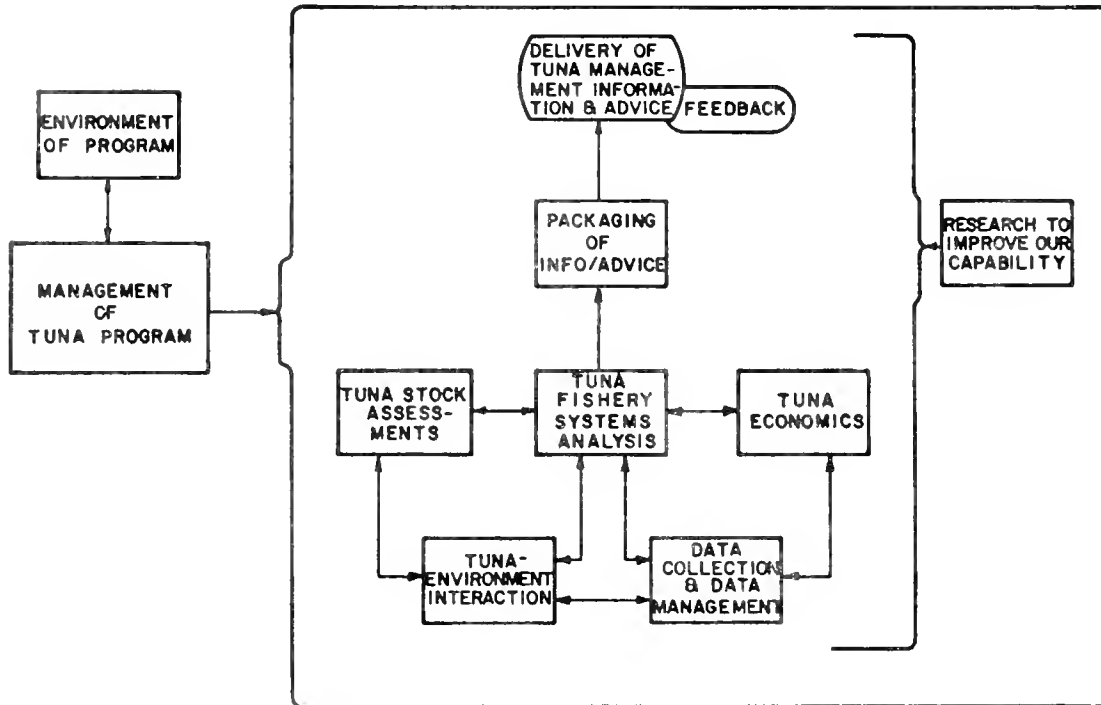 DELIVERY OF
TUNA MANAGE-
MENT INFORMA-
TION & ADVICE
FEEDBACK
ENVIRONMENT
OF PROGRAM
PACKAGING
OF
INFO/ADVICE
RESEARCH TO
IMPROVE OUR
CAPABILITY
MANAGEMENT
OF
TUNA PROGRAM
TUNA STOCK
ASSESS-
MENTS
TUNA
FISHERY
SYSTEMS
ANALYSIS
TUNA
ECONOMICS
TUNA-
ENVIRONMENT
INTERACTION
DATA
COLLECTION
& DATA
MANAGEMENT